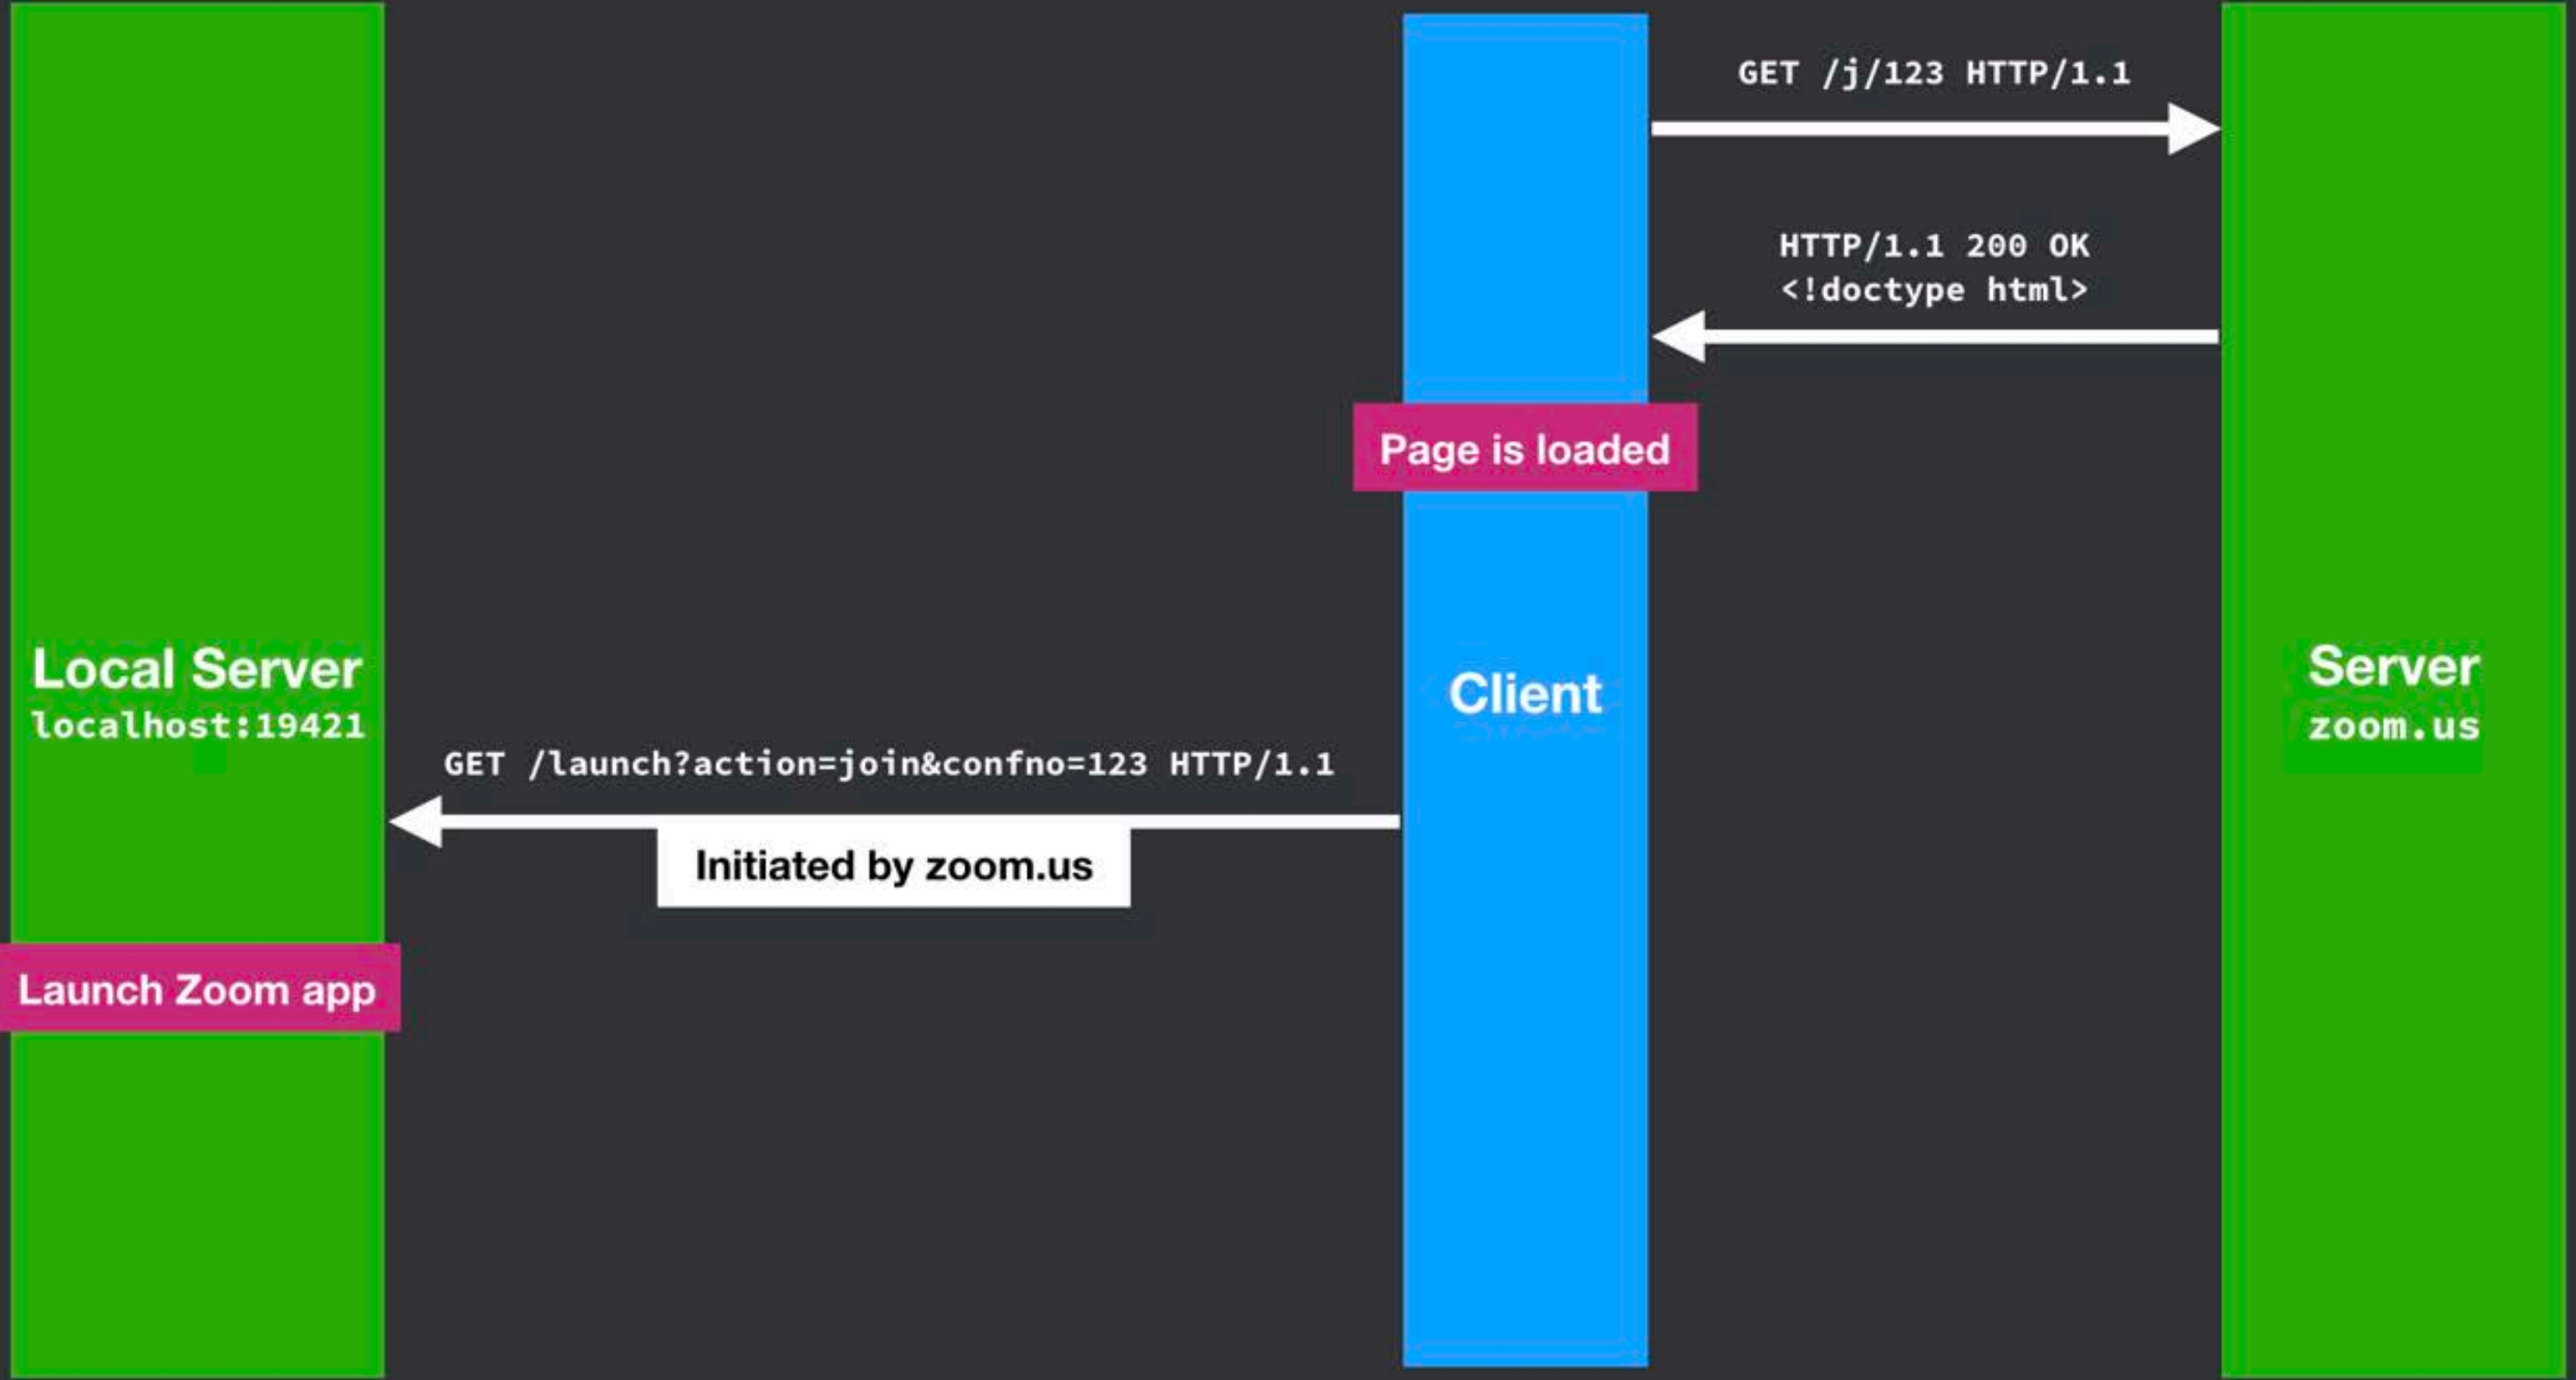 GET /j/123 HTTP/1.1
HTTP/1.1 200 OK
<!doctype html>
Page is loaded
Local Server
localhost:19421
Client
Server
zoom.us
GET /launch?action=join&confno=123 HTTP/1.1
Initiated by zoom.us
Launch Zoom app